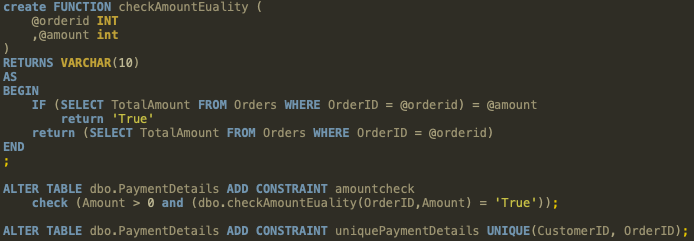 create FUNCTION checkAmountEuality (
    @orderid INT
    ,@amount int
)
RETURNS VARCHAR(10)
AS
BEGIN
    IF (SELECT TotalAmount FROM Orders WHERE OrderID = @orderid) = @amount
        return 'True'
    return (SELECT TotalAmount FROM Orders WHERE OrderID = @orderid)
END
;

ALTER TABLE dbo.PaymentDetails ADD CONSTRAINT amountcheck
    check (Amount > 0 and (dbo.checkAmountEuality(OrderID,Amount) = 'True'));

ALTER TABLE dbo.PaymentDetails ADD CONSTRAINT uniquePaymentDetails UNIQUE(CustomerID, OrderID);